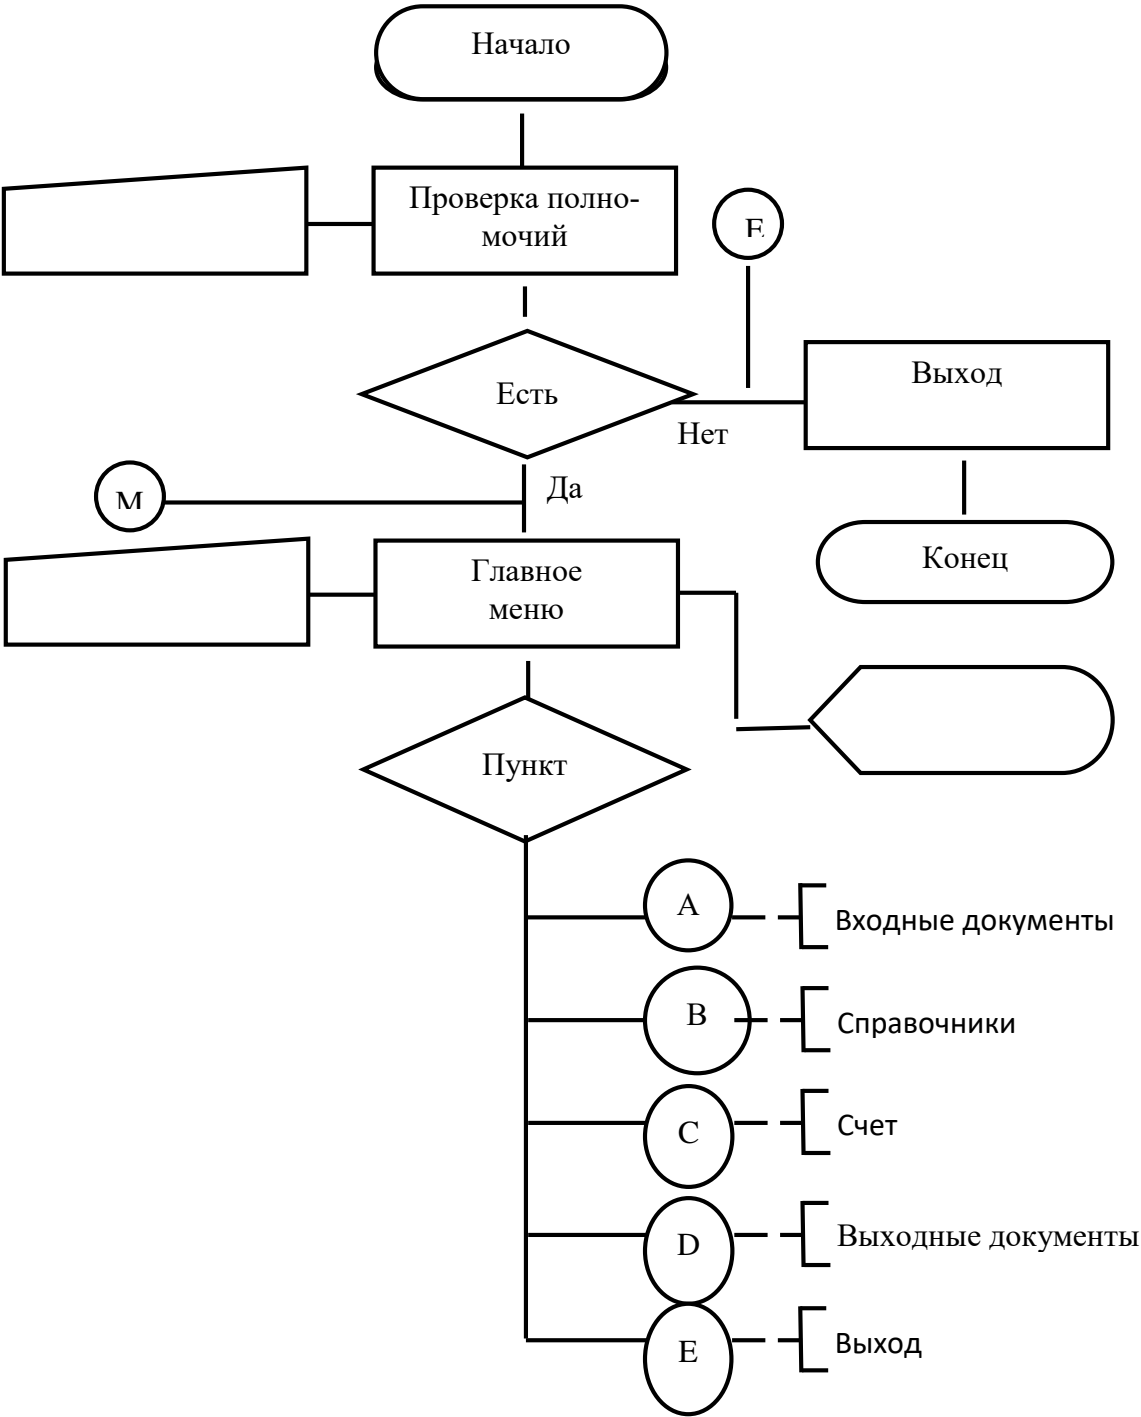 Начало
Проверка полно-
мочий
E
Есть
Выход
Нет
M
Да
Главное
меню
Конец
Пункт
A
Входные документы
B
Справочники
C
Счет
D
Выходные документы
E
Выход